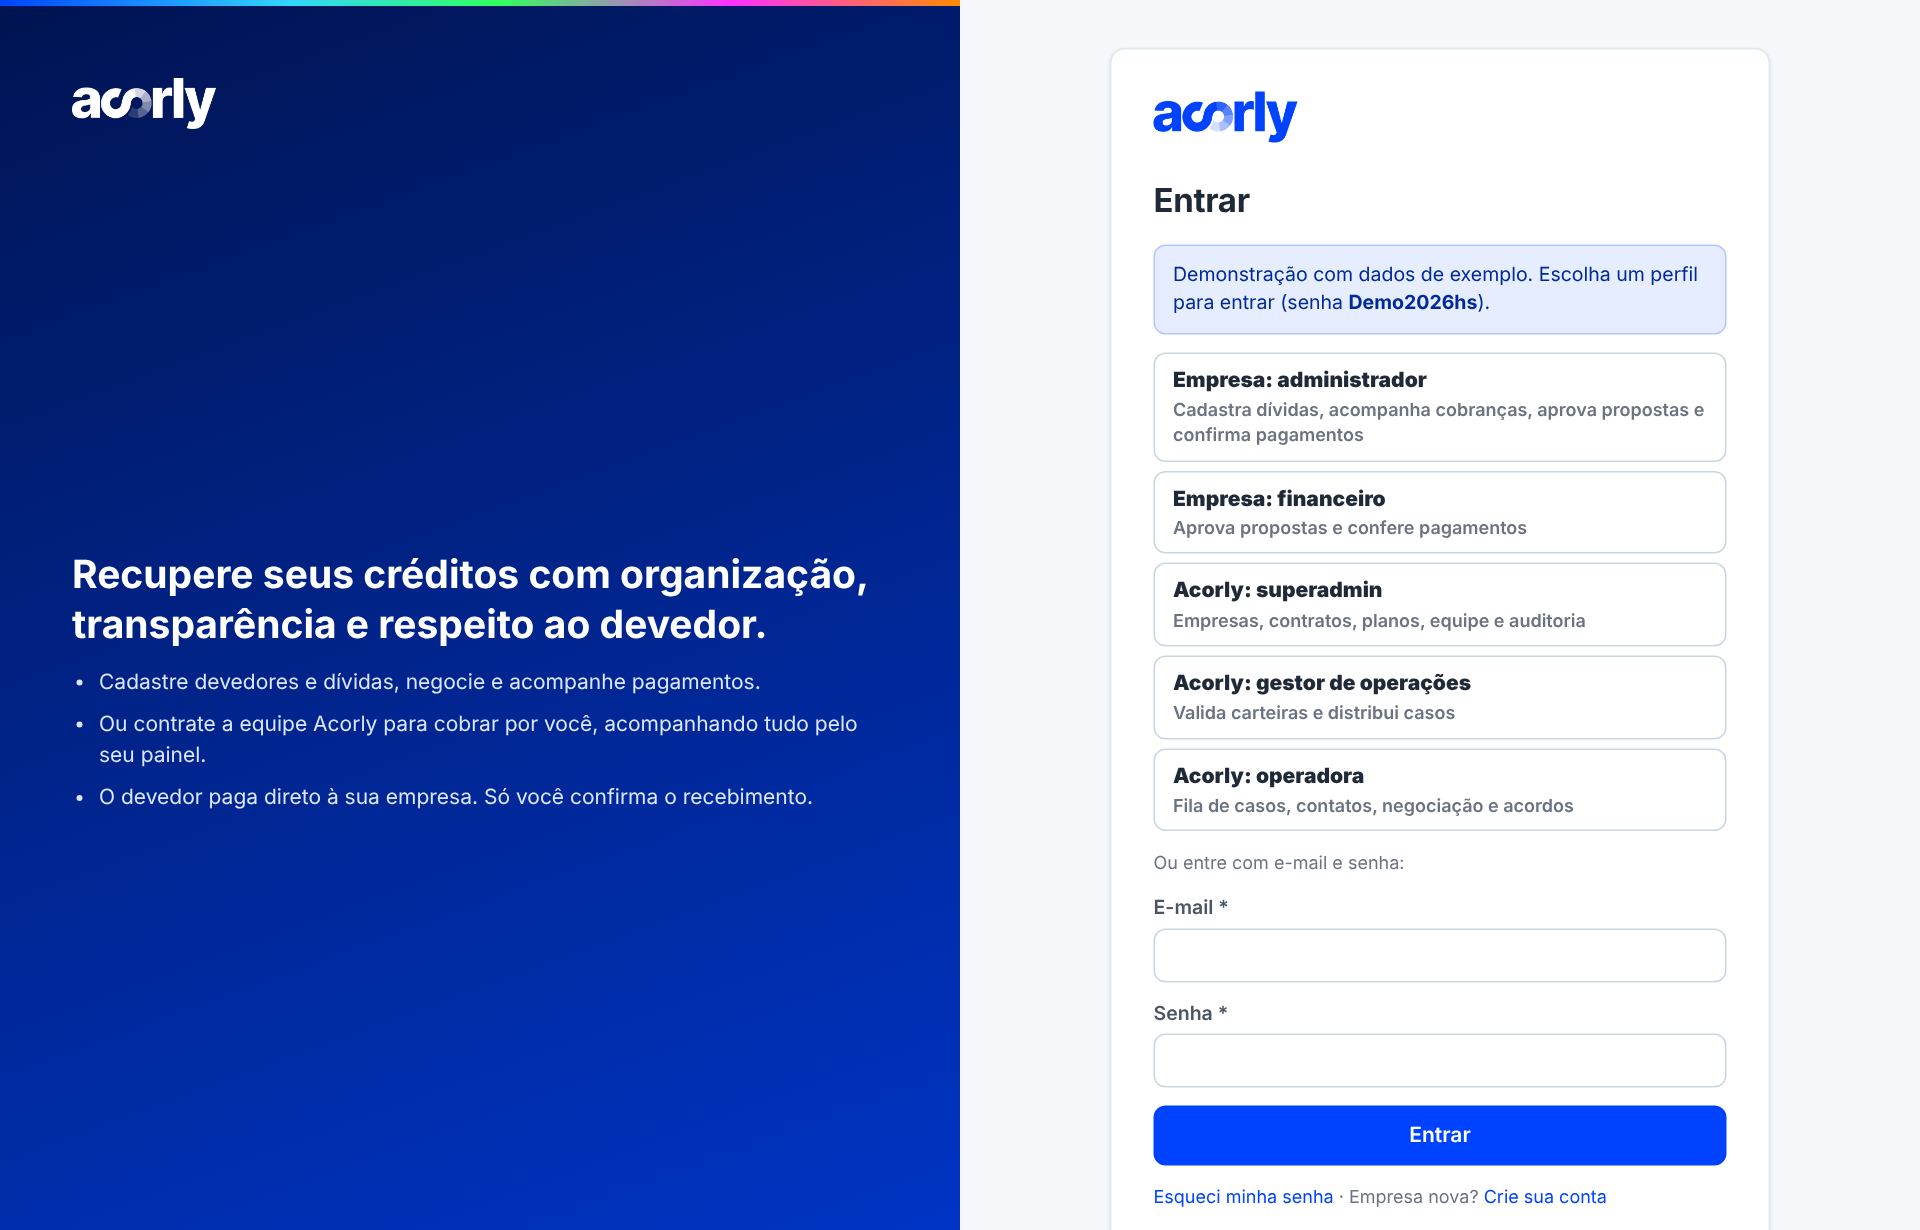 acorly
Recupere seus créditos com organização,
transparência e respeito ao devedor.
• Cadastre devedores e dívidas, negocie e acompanhe pagamentos.
• Ou contrate a equipe Acorly para cobrar por você, acompanhando tudo pelo
seu painel.
• O devedor paga direto à sua empresa. Só você confirma o recebimento.
acorly
Entrar
Demonstração com dados de exemplo. Escolha um perfil
para entrar (senha Demo2026hs).
Empresa: administrador
Cadastra dívidas, acompanha cobranças, aprova propostas e
confirma pagamentos
Empresa: financeiro
Aprova propostas e confere pagamentos
Acorly: superadmin
Empresas, contratos, planos, equipe e auditoria
Acorly: gestor de operações
Valida carteiras e distribui casos
Acorly: operadora
Fila de casos, contatos, negociação e acordos
Ou entre com e-mail e senha:
E-mail *
Senha *
Entrar
Esqueci minha senha · Empresa nova? Crie sua conta